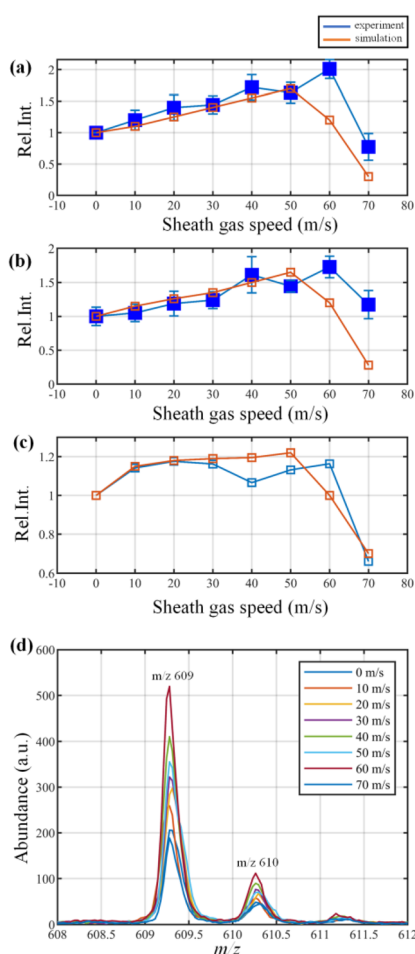 experiment
simulation
(a)
2
1.5
1
0.5
0
Rel.Int.
-10 0 10 20 30 40 50 60 70 80
Sheath gas speed (m/s)
(b)
2
1.5
1
0.5
0
Rel.Int.
-10 0 10 20 30 40 50 60 70 80
Sheath gas speed (m/s)
(c)
1.2
1
0.8
0.6
Rel.Int.
-10 0 10 20 30 40 50 60 70 80
Sheath gas speed (m/s)
(d)
600
500
400
300
200
100
0
Abundance (a.u.)
m/z 609
m/z 610
0 m/s
10 m/s
20 m/s
30 m/s
40 m/s
50 m/s
60 m/s
70 m/s
608 608.5 609 609.5 610 610.5 611 611.5 612
m/z